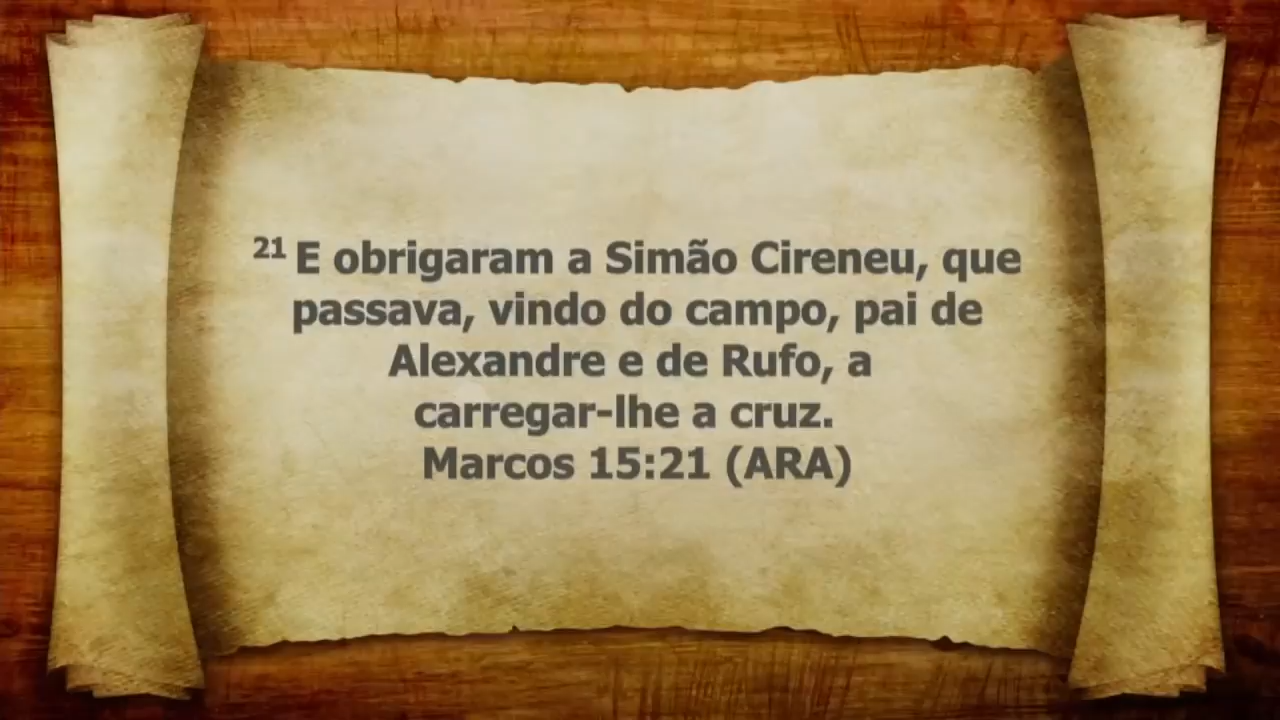 21 E obrigaram a Simão Cireneu, que
passava, vindo do campo, pai de
Alexandre e de Rufo, a
carregar-lhe a cruz.
Marcos 15:21 (ARA)